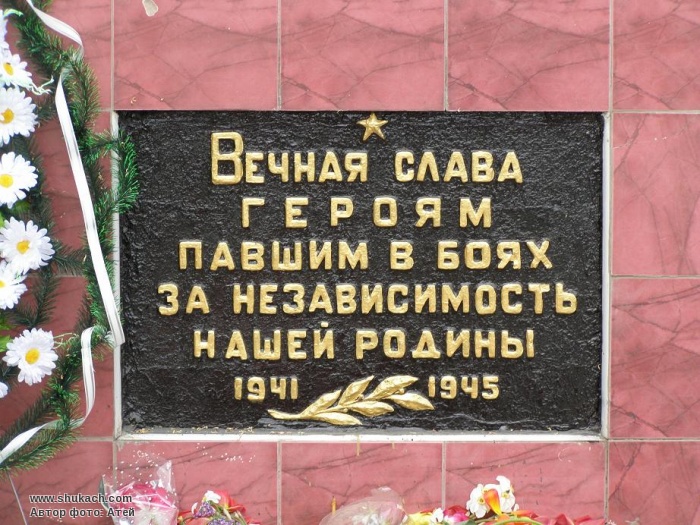 Вечная слава
героям
павшим в боях
за независимость
нашей Родины
1941 1945
www.shukach.com
Автор фото: Атей